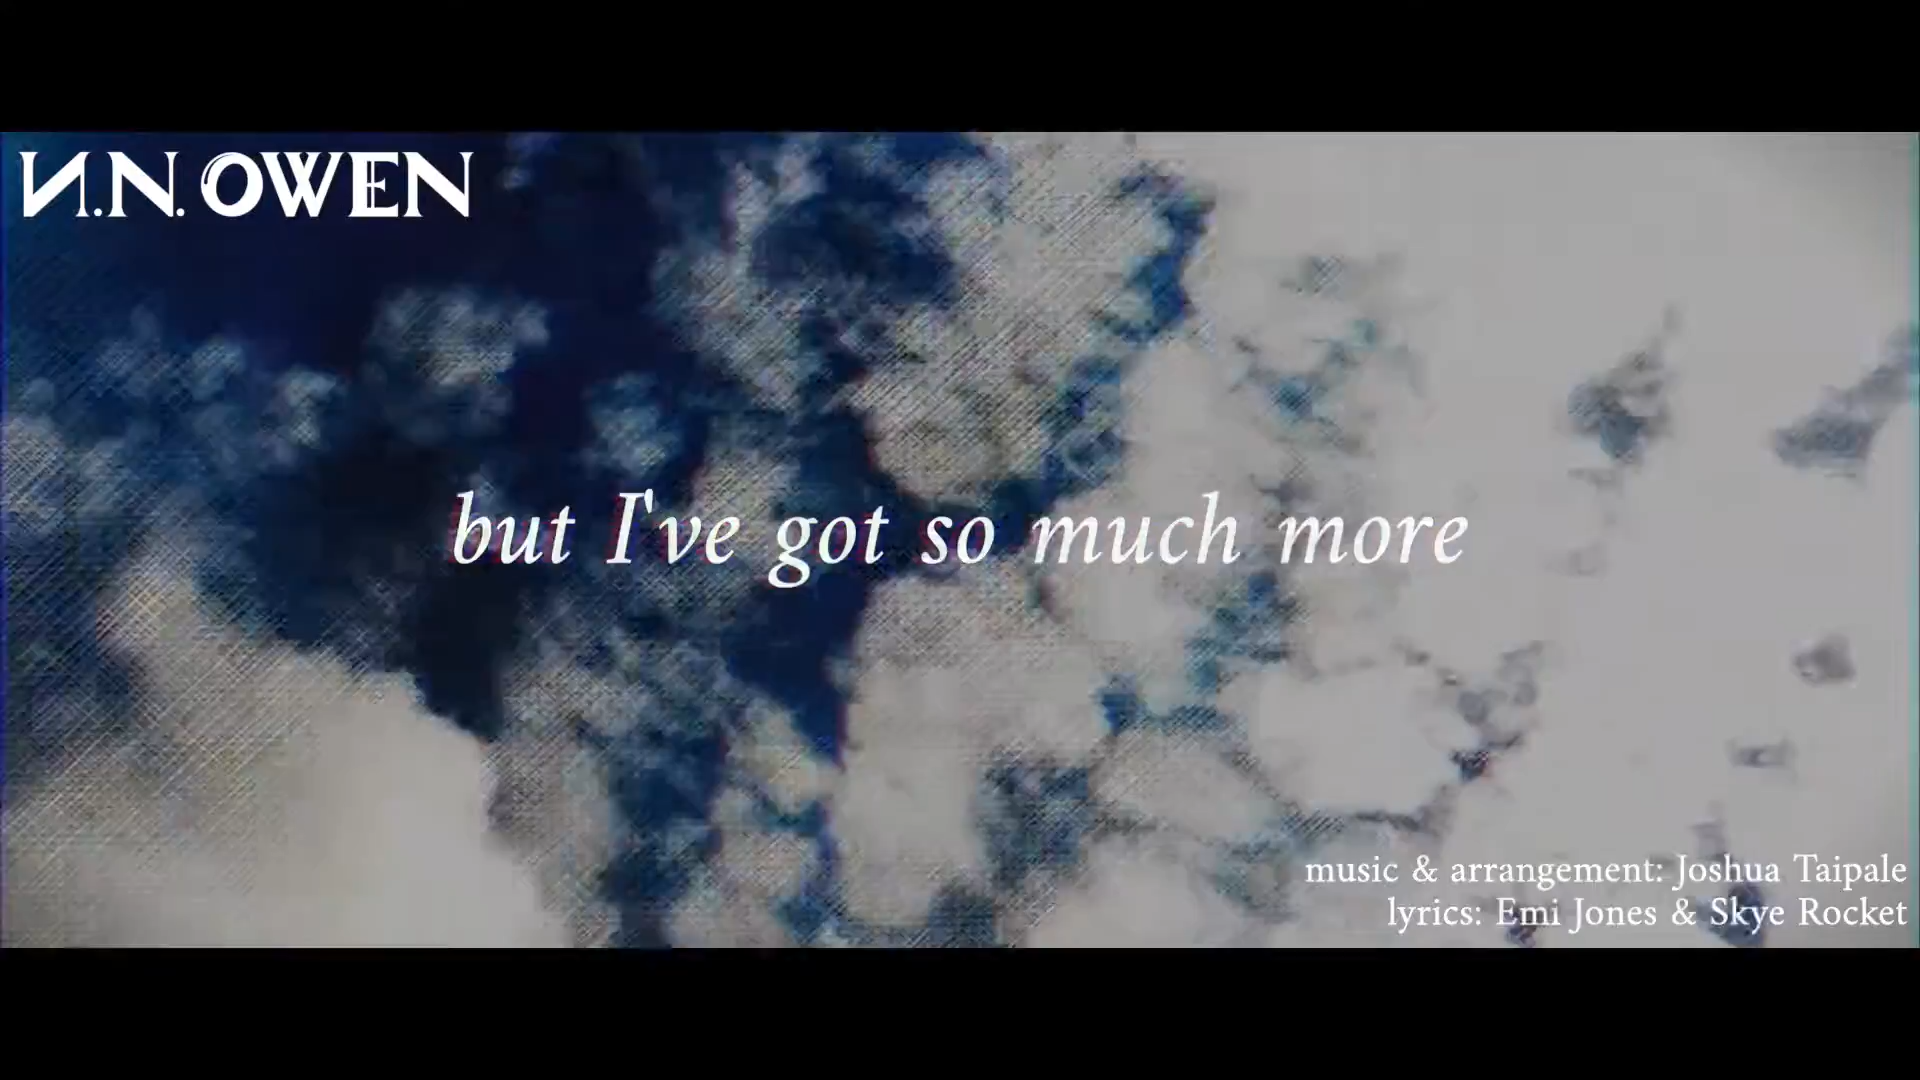 И.N. OWEN
but I've got so much more
music & arrangement: Joshua Taipale
lyrics: Emi Jones & Skye Rocket